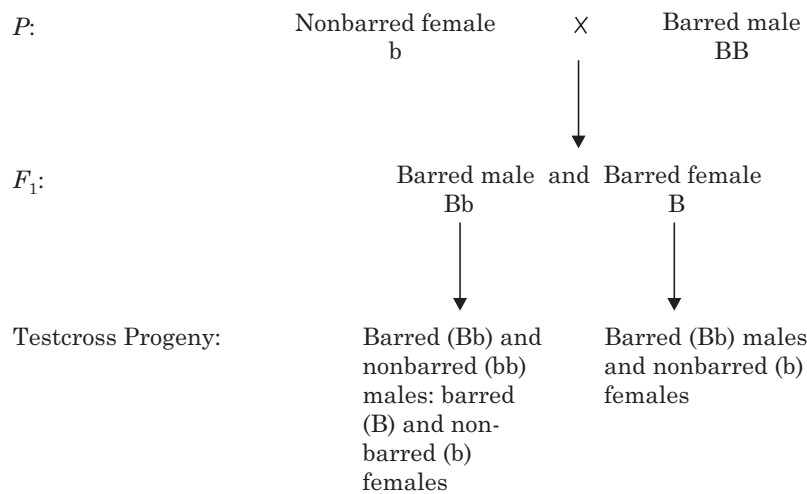 P: Nonbarred female × Barred male
b BB
F₁: Barred male and Barred female
Bb B
Testcross Progeny: Barred (Bb) and Barred (Bb) males
nonbarred (bb) and nonbarred (b)
males: barred females
(B) and non-
barred (b)
females